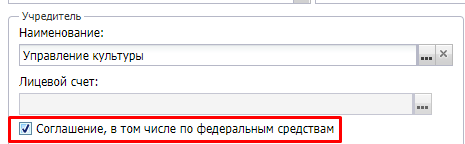 Учредитель
Наименование:
Управление культуры
Лицевой счет:
Соглашение, в том числе по федеральным средствам